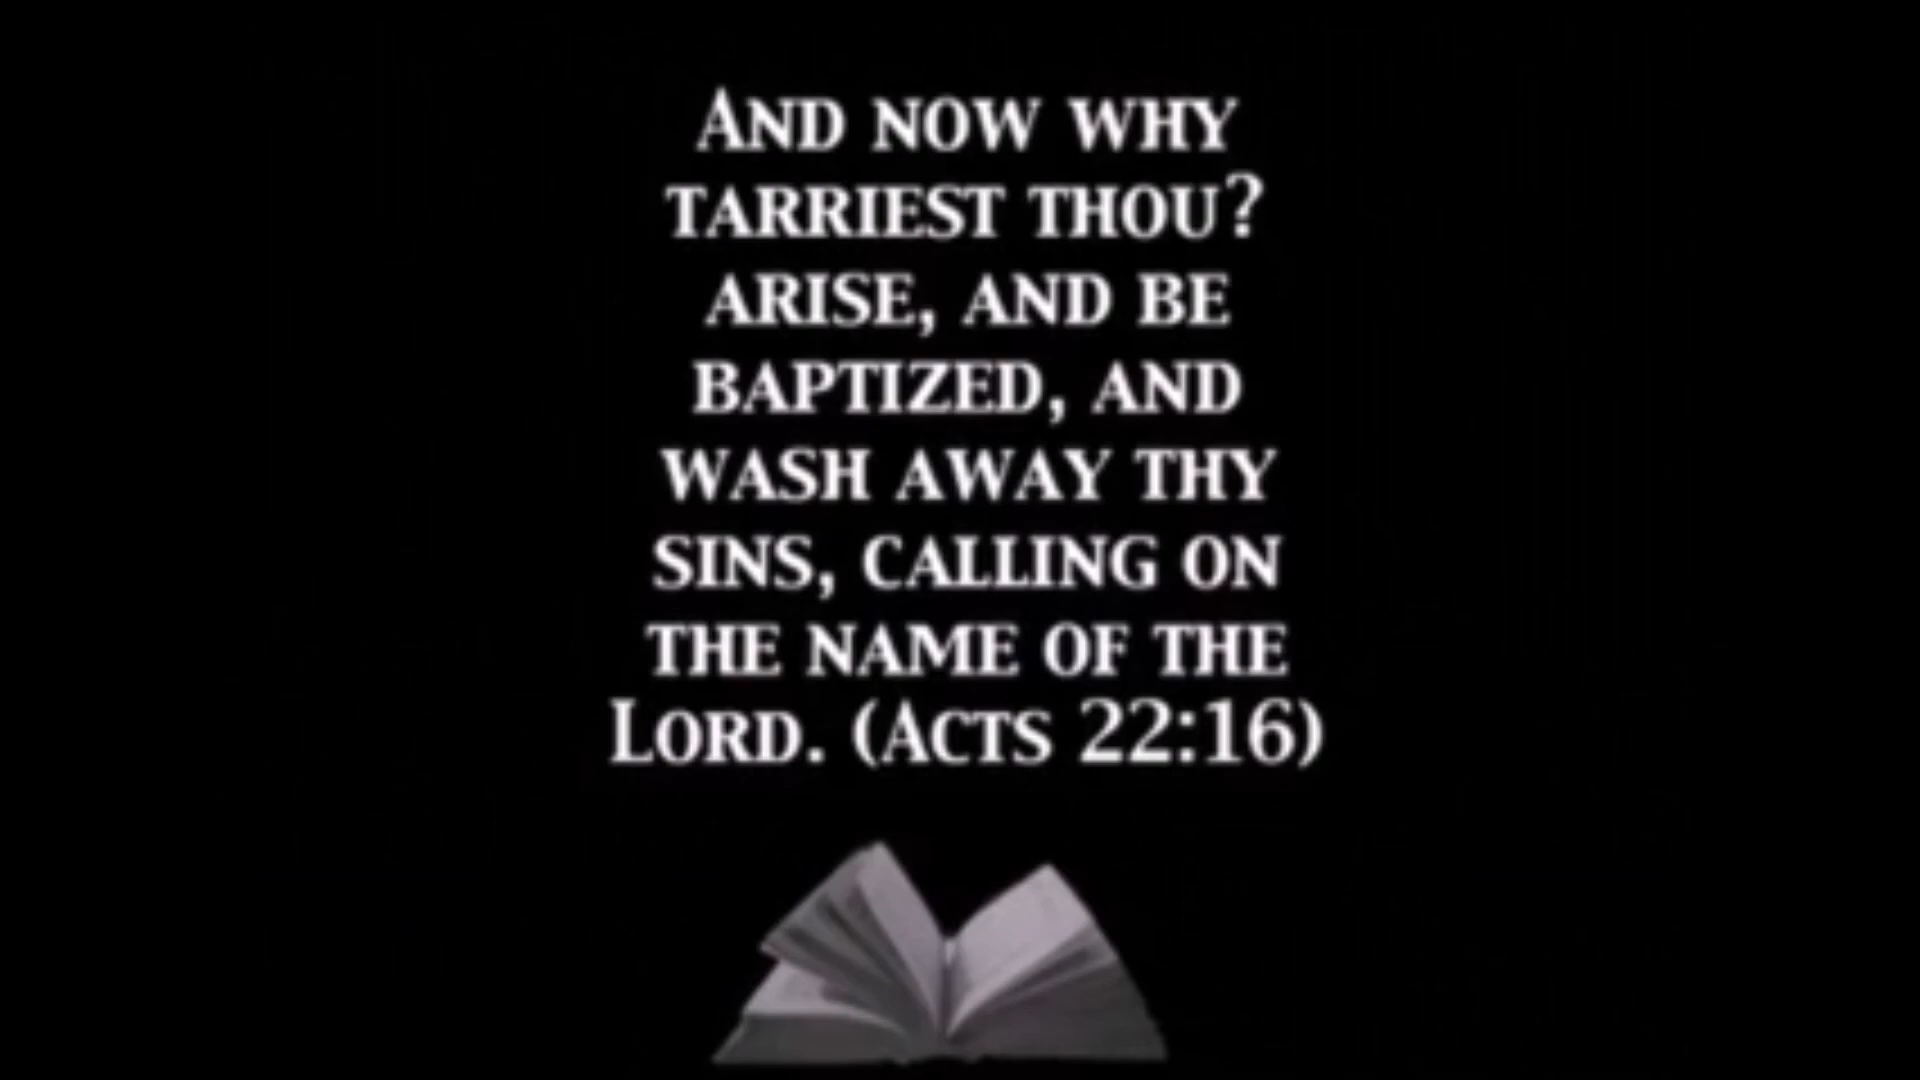 And now why
tarriest thou?
arise, and be
baptized, and
wash away thy
sins, calling on
the name of the
Lord. (Acts 22:16)